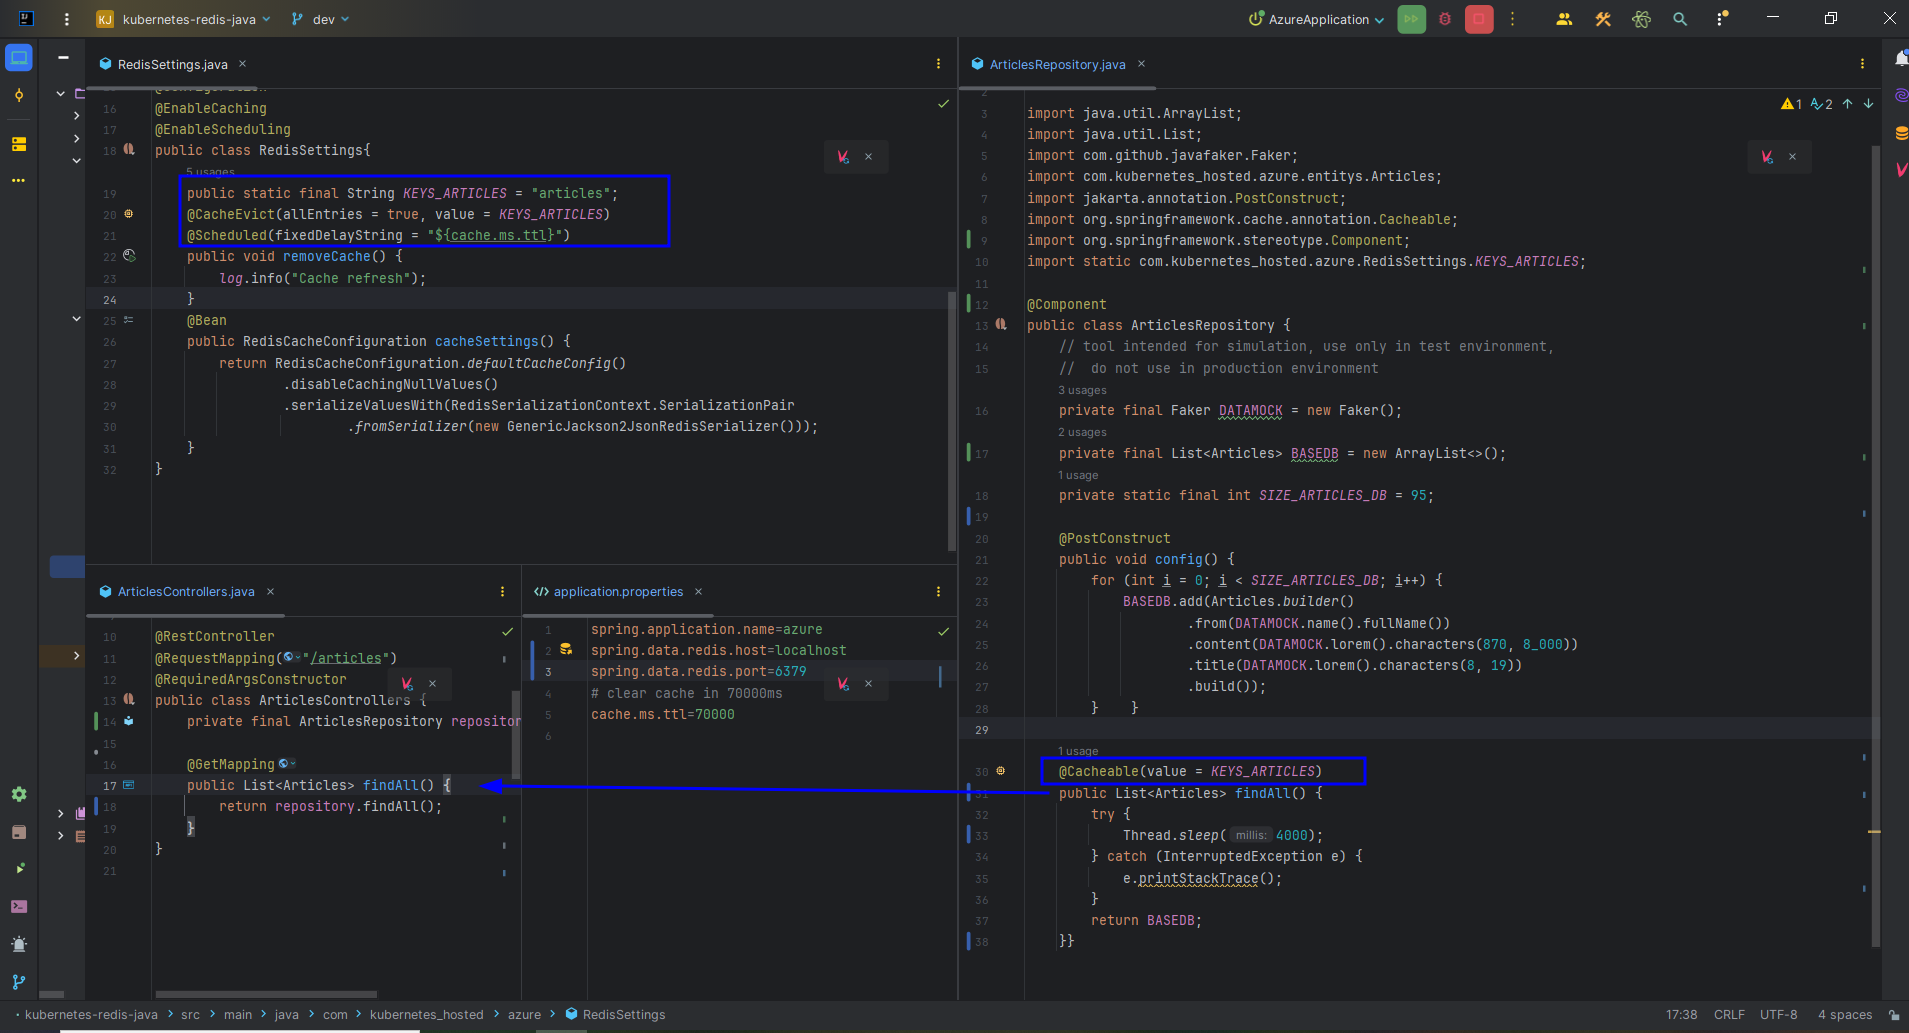 KJ kubernetes-redis-java dev AzureApplication
RedisSettings.java
16 @EnableCaching
17 @EnableScheduling
18 public class RedisSettings{
5 usages
19 public static final String KEYS_ARTICLES = "articles";
20 @CacheEvict(allEntries = true, value = KEYS_ARTICLES)
21 @Scheduled(fixedDelayString = "${cache.ms.ttl}")
22 public void removeCache() {
23 log.info("Cache refresh");
24 }
25 @Bean
26 public RedisCacheConfiguration cacheSettings() {
27 return RedisCacheConfiguration.defaultCacheConfig()
28 .disableCachingNullValues()
29 .serializeValuesWith(RedisSerializationContext.SerializationPair
30 .fromSerializer(new GenericJackson2JsonRedisSerializer()));
31 }
32 }
ArticlesControllers.java
10 @RestController
11 @RequestMapping("/articles")
12 @RequiredArgsConstructor
13 public class ArticlesControllers {
14 private final ArticlesRepository repositor
15
16 @GetMapping
17 public List<Articles> findAll() {
18 return repository.findAll();
19 }
20 }
21
application.properties
1 spring.application.name=azure
2 spring.data.redis.host=localhost
3 spring.data.redis.port=6379
4 # clear cache in 70000ms
5 cache.ms.ttl=70000
6
ArticlesRepository.java
1 2
2
3 import java.util.ArrayList;
4 import java.util.List;
5 import com.github.javafaker.Faker;
6 import com.kubernetes_hosted.azure.entitys.Articles;
7 import jakarta.annotation.PostConstruct;
8 import org.springframework.cache.annotation.Cacheable;
9 import org.springframework.stereotype.Component;
10 import static com.kubernetes_hosted.azure.RedisSettings.KEYS_ARTICLES;
11
12 @Component
13 public class ArticlesRepository {
14 // tool intended for simulation, use only in test environment,
15 // do not use in production environment
3 usages
16 private final Faker DATAMOCK = new Faker();
2 usages
17 private final List<Articles> BASEDB = new ArrayList<>();
1 usage
18 private static final int SIZE_ARTICLES_DB = 95;
19
20 @PostConstruct
21 public void config() {
22 for (int i = 0; i < SIZE_ARTICLES_DB; i++) {
23 BASEDB.add(Articles.builder()
24 .from(DATAMOCK.name().fullName())
25 .content(DATAMOCK.lorem().characters(870, 8_000))
26 .title(DATAMOCK.lorem().characters(8, 19))
27 .build());
28 } }
29
1 usage
30 @Cacheable(value = KEYS_ARTICLES)
31 public List<Articles> findAll() {
32 try {
33 Thread.sleep( millis: 4000);
34 } catch (InterruptedException e) {
35 e.printStackTrace();
36 }
37 return BASEDB;
38 }}
kubernetes-redis-java > src > main > java > com > kubernetes_hosted > azure > RedisSettings 17:38 CRLF UTF-8 4 spaces